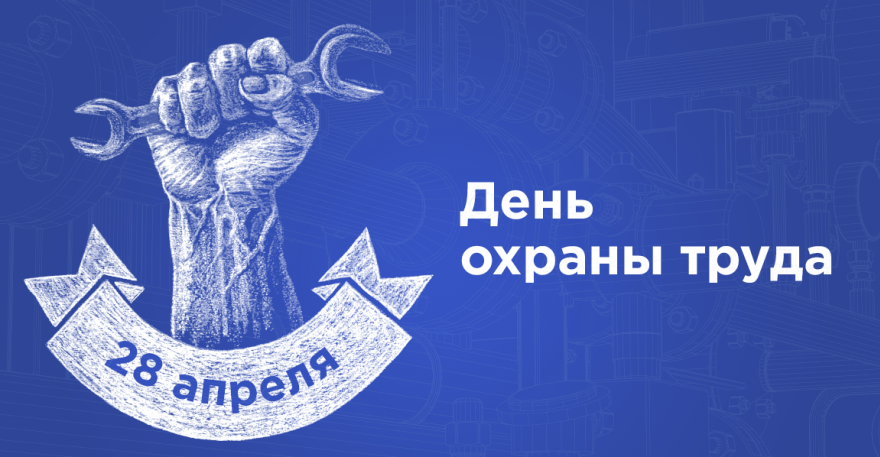 День
охраны труда
28 апреля